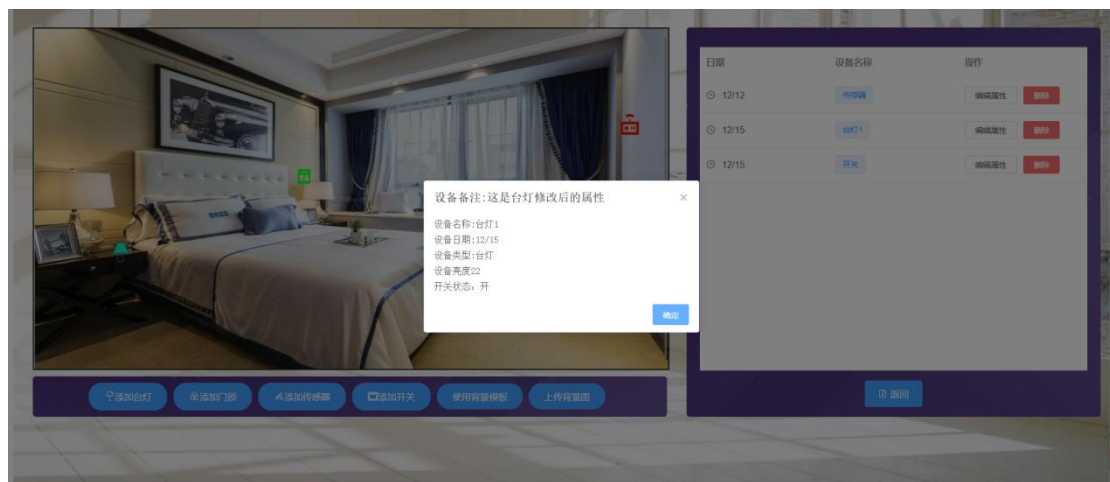 日期 设备名称 操作
12/12 传感器 编辑属性 删除
12/15 台灯1 编辑属性 删除
12/15 开关 编辑属性 删除
设备备注:这是台灯修改后的属性 ×
设备名称:台灯1
设备日期:12/15
设备类型:台灯
设备亮度22
开关状态: 开
确定
添加台灯 添加门锁 添加传感器 添加开关 使用背景模板 上传背景图
返回